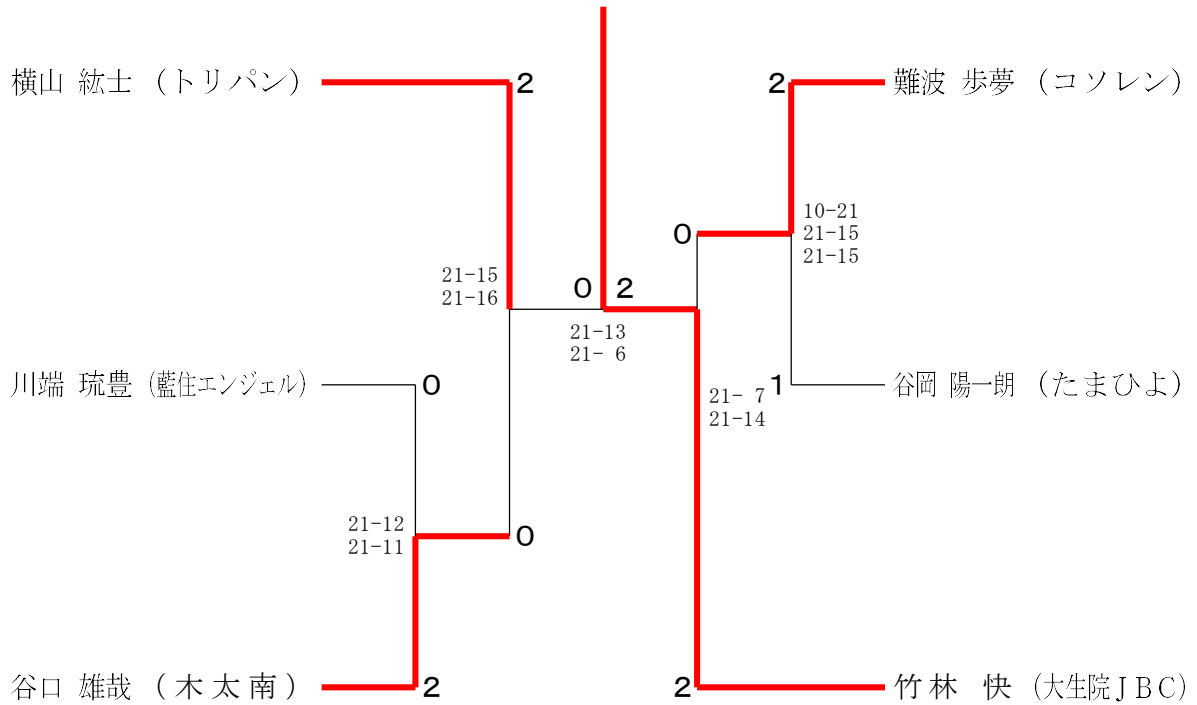 横山 紘士 （トリパン） 2
2 難波 歩夢 （コソレン）
10-21
21-15
21-15
0
21-15
21-16
0 2
21-13
21- 6
川端 琉豊 （藍住エンジェル） 0
1 谷岡 陽一朗 （たまひよ）
21- 7
21-14
21-12
21-11
0
谷口 雄哉 （木太南） 2
2 竹林 快 （大生院ＪＢＣ）